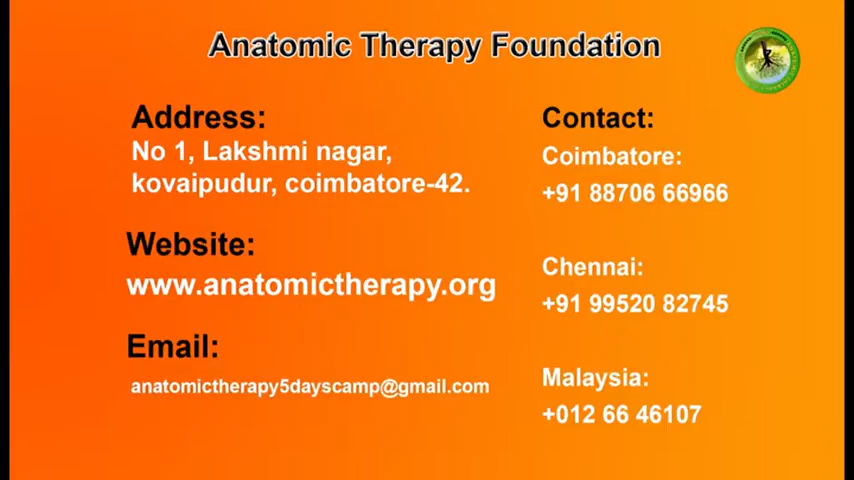 Anatomic Therapy Foundation
Address:
No 1, Lakshmi nagar,
kovaipudur, coimbatore-42.
Website:
www.anatomictherapy.org
Email:
anatomictherapy5dayscamp@gmail.com
Contact:
Coimbatore:
+91 88706 66966
Chennai:
+91 99520 82745
Malaysia:
+012 66 46107